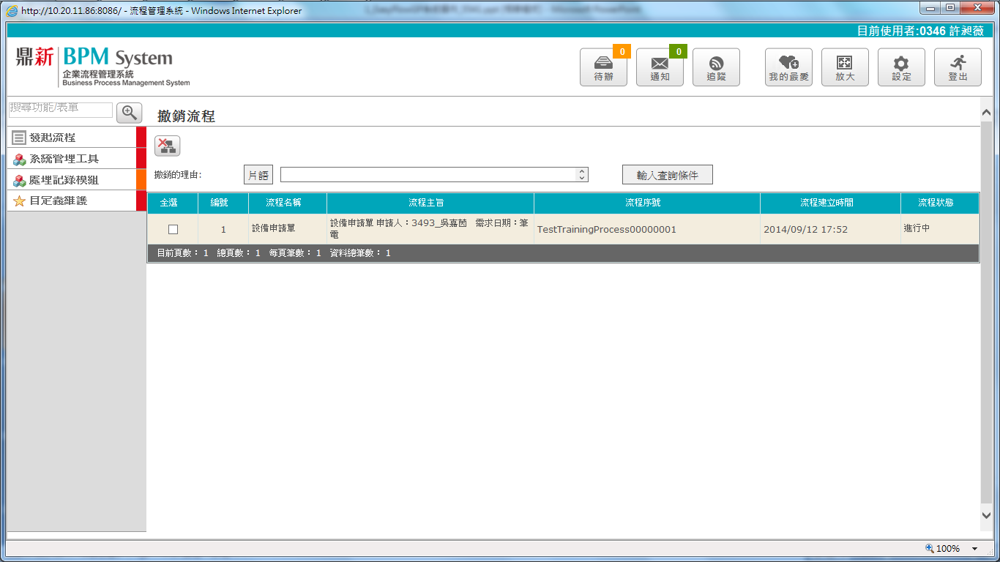 http://10.20.11.86:8086/ - 流程管理系統 - Windows Internet Explorer
目前使用者:0346 許昶薇
鼎新 BPM System
企業流程管理系統
Business Process Management System
0
待辦
0
通知
追蹤
我的最愛
放大
設定
登出
搜尋功能/表單
撤銷流程
發起流程
系統管理工具
處理記錄模組
自定義維護
撤銷的理由:
片語
輸入查詢條件
全選 編號 流程名稱 流程主旨 流程序號 流程建立時間 流程狀態
1 設備申請單 設備申請單 申請人：3493_吳嘉茵 需求日期：筆電 TestTrainingProcess00000001 2014/09/12 17:52 進行中
目前頁數： 1 總頁數： 1 每頁筆數： 1 資料總筆數： 1
100%